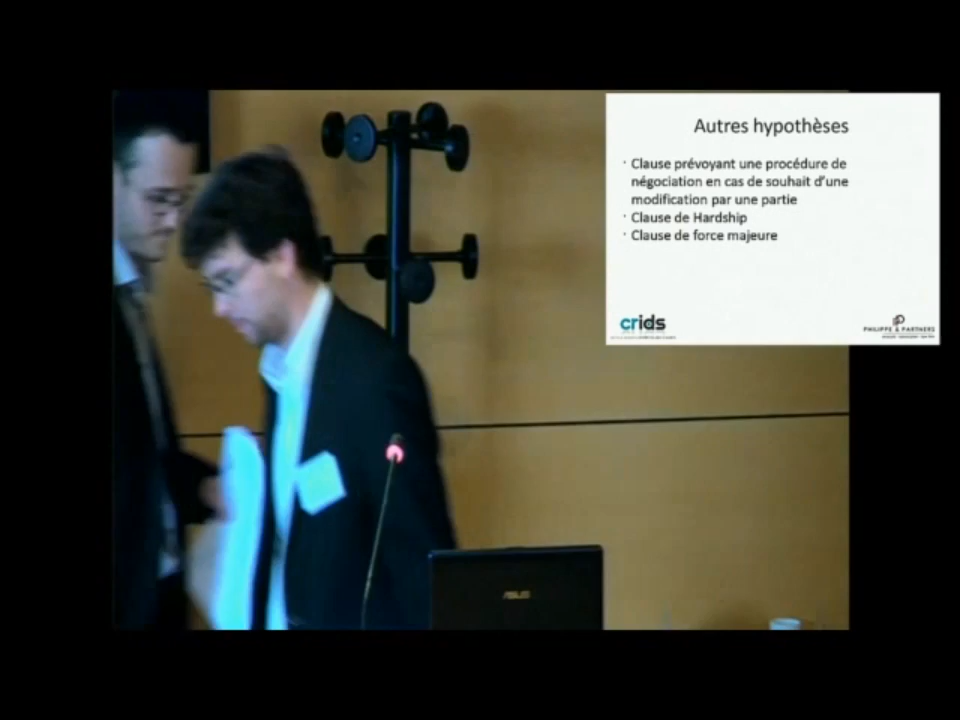 Autres hypothèses
· Clause prévoyant une procédure de
négociation en cas de souhait d'une
modification par une partie
· Clause de Hardship
· Clause de force majeure
crids
PHILIPPE & PARTNERS
ASUS